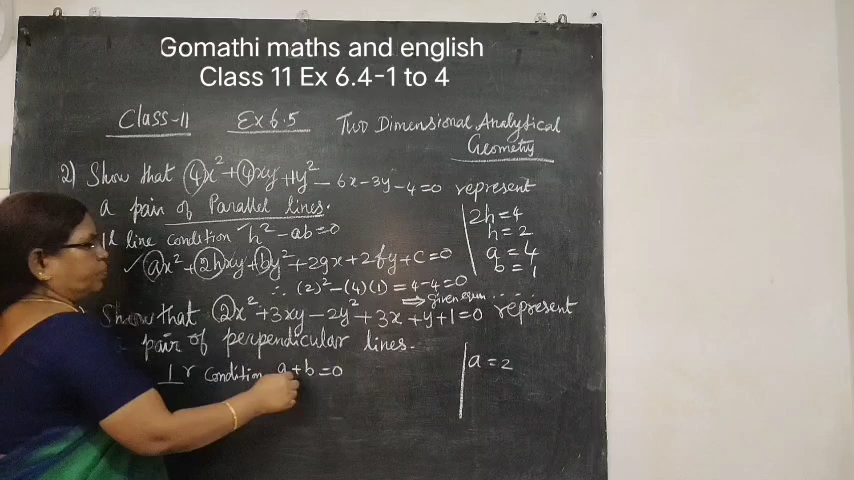 Gomathi maths and english
Class 11 Ex 6.4-1 to 4
Class-11 Ex 6.5 Two Dimensional Analytical
Geometry
2) Show that 4x² + 4xy + y² - 6x - 3y - 4 = 0 represent
a pair of Parallel lines.
line condition h² - ab = 0
ax² + 2hxy + by² + 2gx + 2fy + c = 0
∴ (2)² - (4)(1) = 4 - 4 = 0
2h = 4
h = 2
a = 4
b = 1
⇒ given equn ...
Show that 2x² + 3xy - 2y² + 3x + y + 1 = 0 represent
pair of perpendicular lines.
⊥r Condition a + b = 0
a = 2